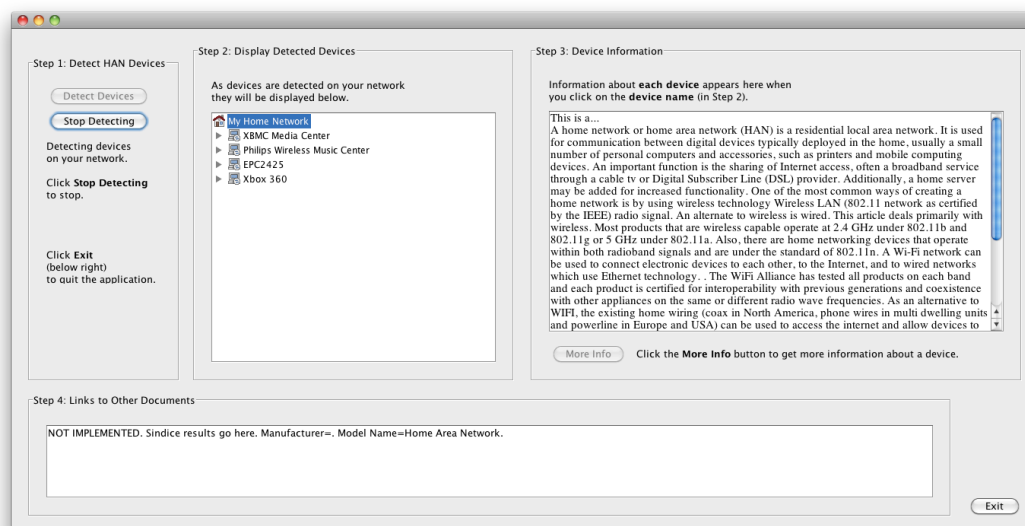 Step 1: Detect HAN Devices
Detect Devices
Stop Detecting
Detecting devices
on your network.
Click Stop Detecting
to stop.
Click Exit
(below right)
to quit the application.
Step 2: Display Detected Devices
As devices are detected on your network
they will be displayed below.
My Home Network
XBMC Media Center
Philips Wireless Music Center
EPC2425
Xbox 360
Step 3: Device Information
Information about each device appears here when
you click on the device name (in Step 2).
This is a...
A home network or home area network (HAN) is a residential local area network. It is used
for communication between digital devices typically deployed in the home, usually a small
number of personal computers and accessories, such as printers and mobile computing
devices. An important function is the sharing of Internet access, often a broadband service
through a cable tv or Digital Subscriber Line (DSL) provider. Additionally, a home server
may be added for increased functionality. One of the most common ways of creating a
home network is by using wireless technology Wireless LAN (802.11 network as certified
by the IEEE) radio signal. An alternate to wireless is wired. This article deals primarily with
wireless. Most products that are wireless capable operate at 2.4 GHz under 802.11b and
802.11g or 5 GHz under 802.11a. Also, there are home networking devices that operate
within both radioband signals and are under the standard of 802.11n. A Wi-Fi network can
be used to connect electronic devices to each other, to the Internet, and to wired networks
which use Ethernet technology. . The WiFi Alliance has tested all products on each band
and each product is certified for interoperability with previous generations and coexistence
with other appliances on the same or different radio wave frequencies. As an alternative to
WIFI, the existing home wiring (coax in North America, phone wires in multi dwelling units
and powerline in Europe and USA) can be used to access the internet and allow devices to
More Info
Click the More Info button to get more information about a device.
Step 4: Links to Other Documents
NOT IMPLEMENTED. Sindice results go here. Manufacturer=. Model Name=Home Area Network.
Exit